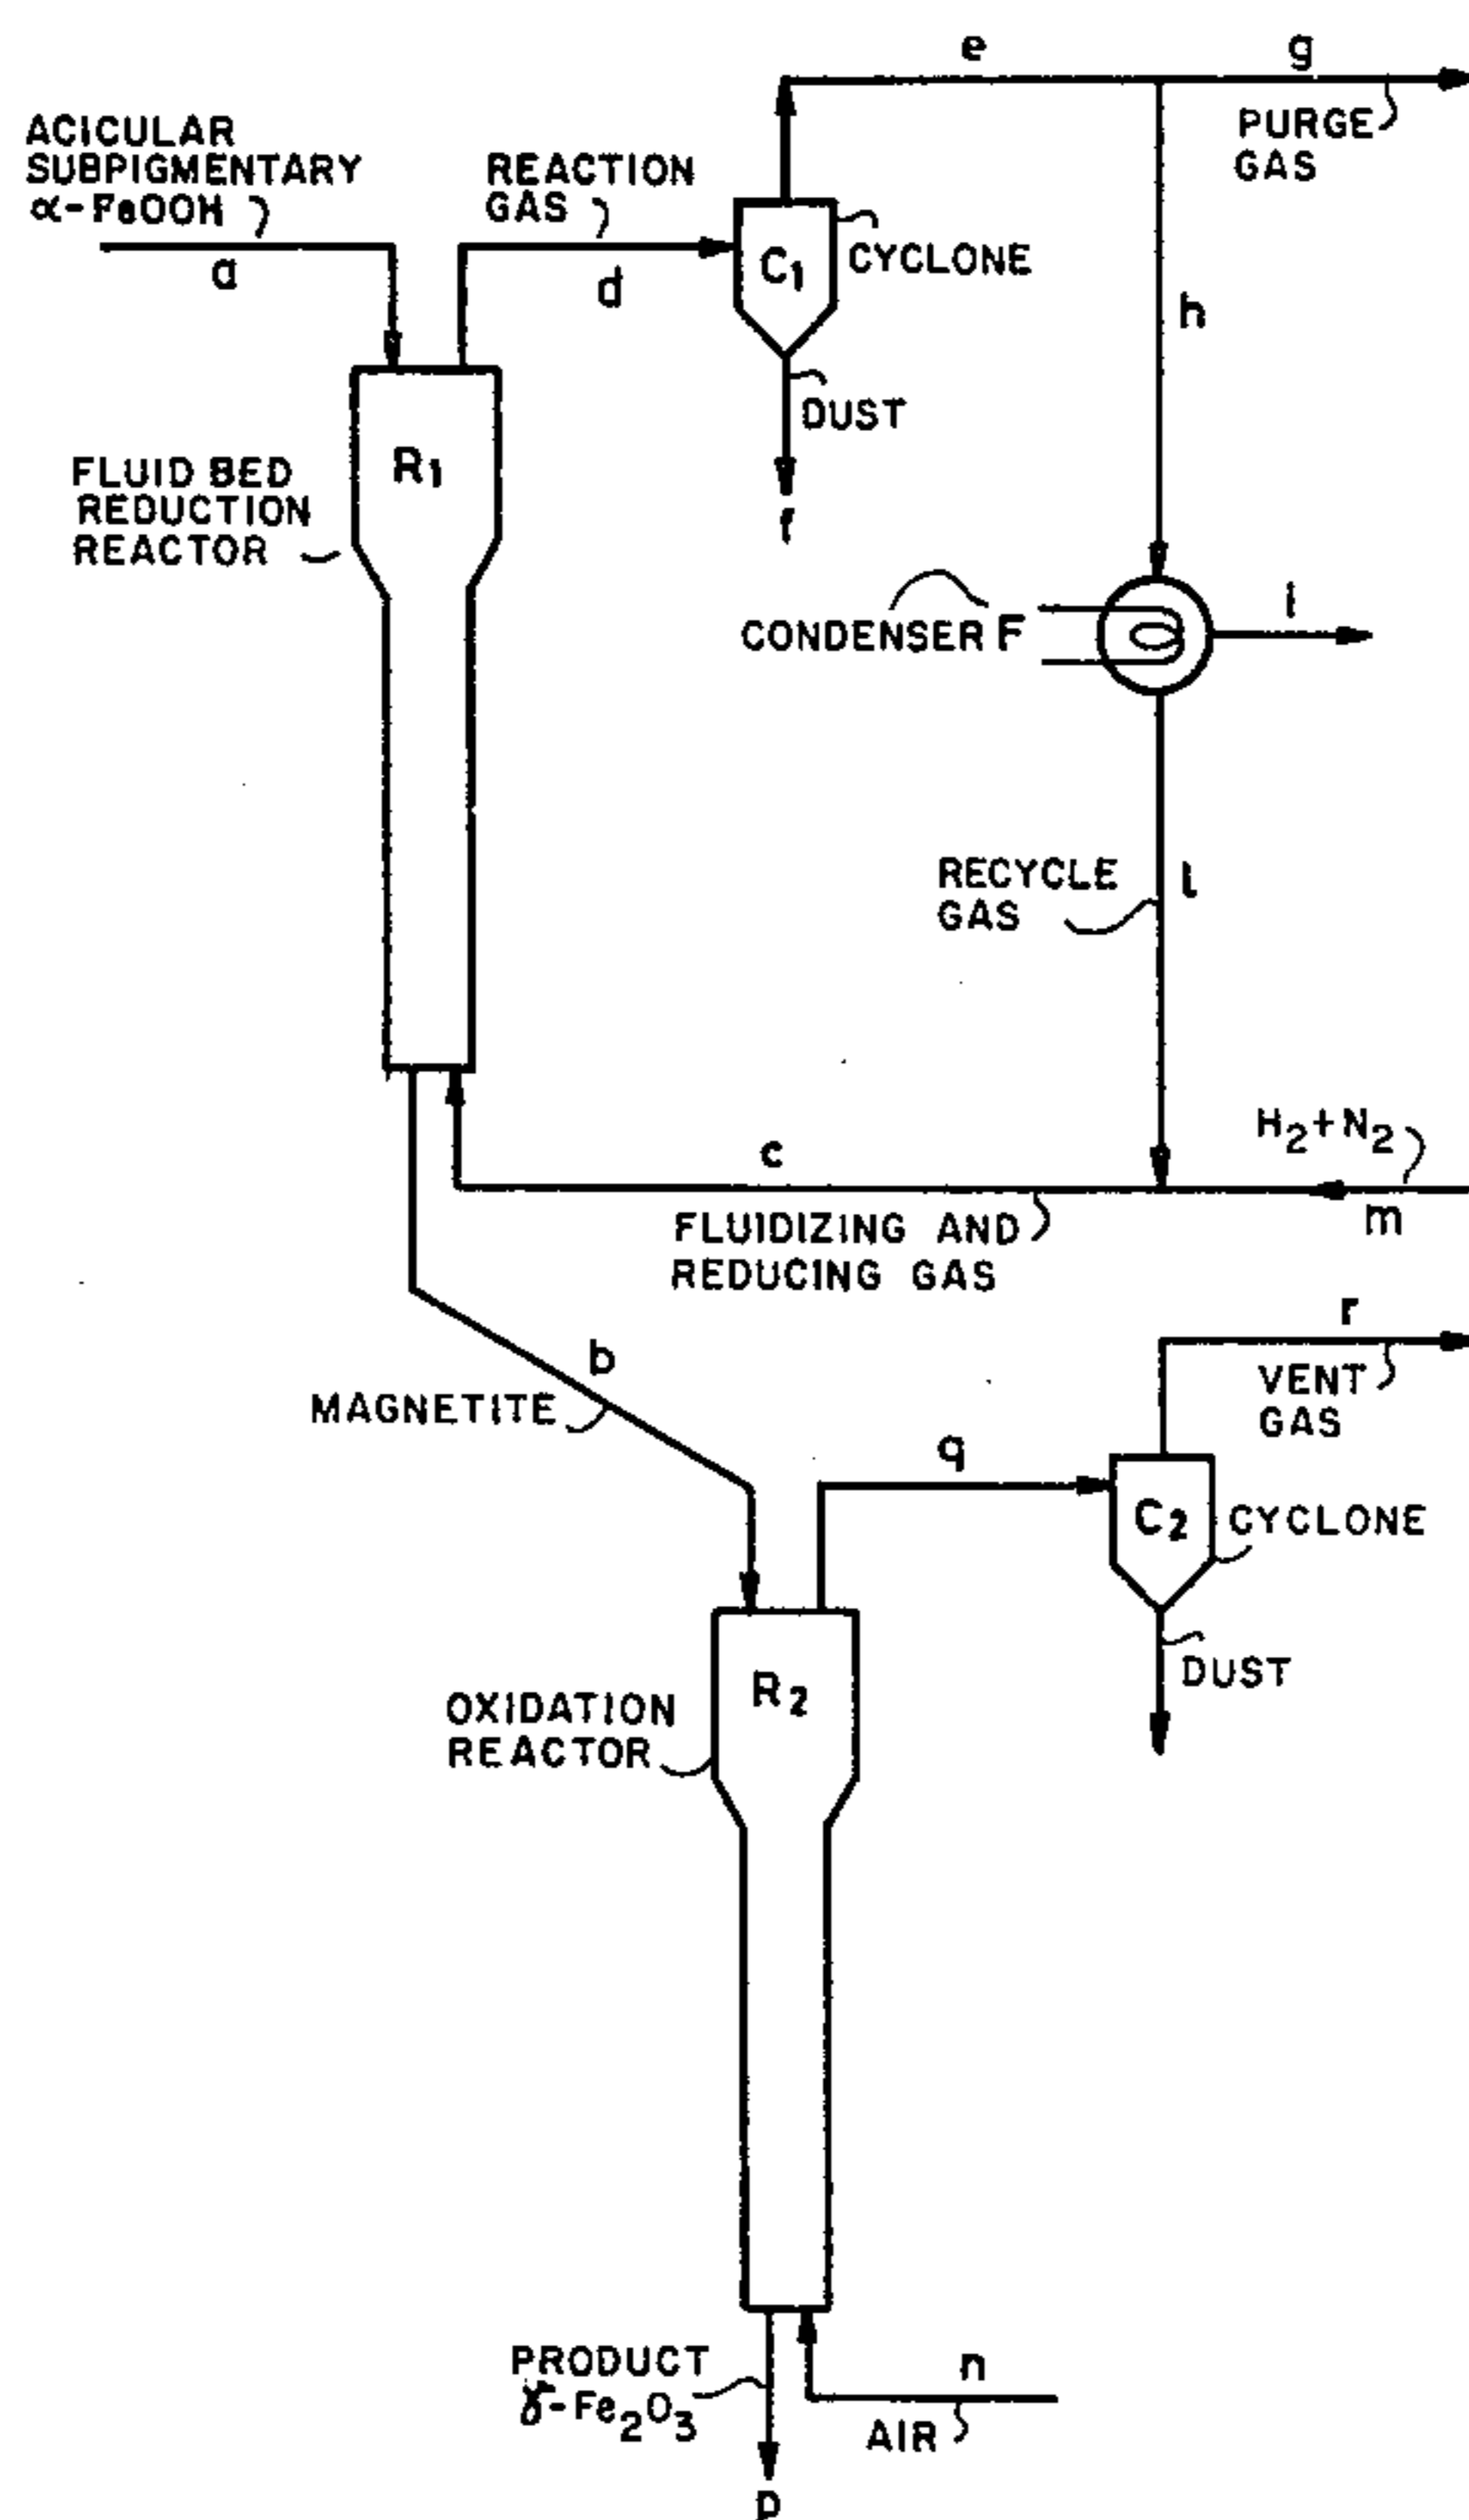 e
g
PURGE
GAS
ACICULAR
SUBPIGMENTARY
α-FeOOH
a
REACTION
GAS
d
C1
CYCLONE
DUST
f
h
R1
FLUID BED
REDUCTION
REACTOR
CONDENSER F
i
RECYCLE
GAS
l
H2+N2
m
c
FLUIDIZING AND
REDUCING GAS
r
VENT
GAS
b
MAGNETITE
q
C2
CYCLONE
DUST
R2
OXIDATION
REACTOR
PRODUCT
γ-Fe2O3
n
AIR
p